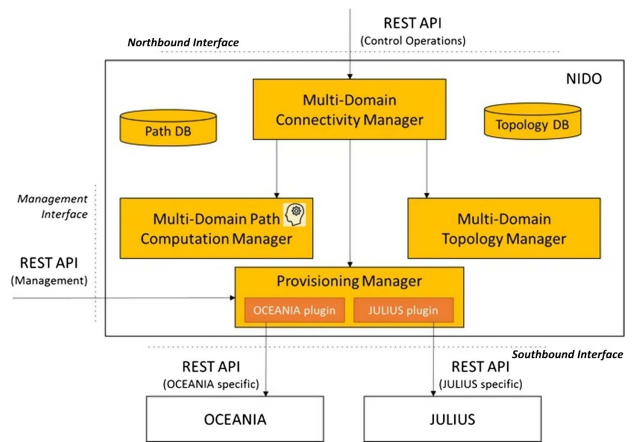 REST API
(Control Operations)
Northbound Interface
NIDO
Multi-Domain
Connectivity Manager
Path DB
Topology DB
Management
Interface
Multi-Domain Path
Computation Manager
Multi-Domain
Topology Manager
REST API
(Management)
Provisioning Manager
OCEANIA plugin
JULIUS plugin
Southbound Interface
REST API
(OCEANIA specific)
REST API
(JULIUS specific)
OCEANIA
JULIUS